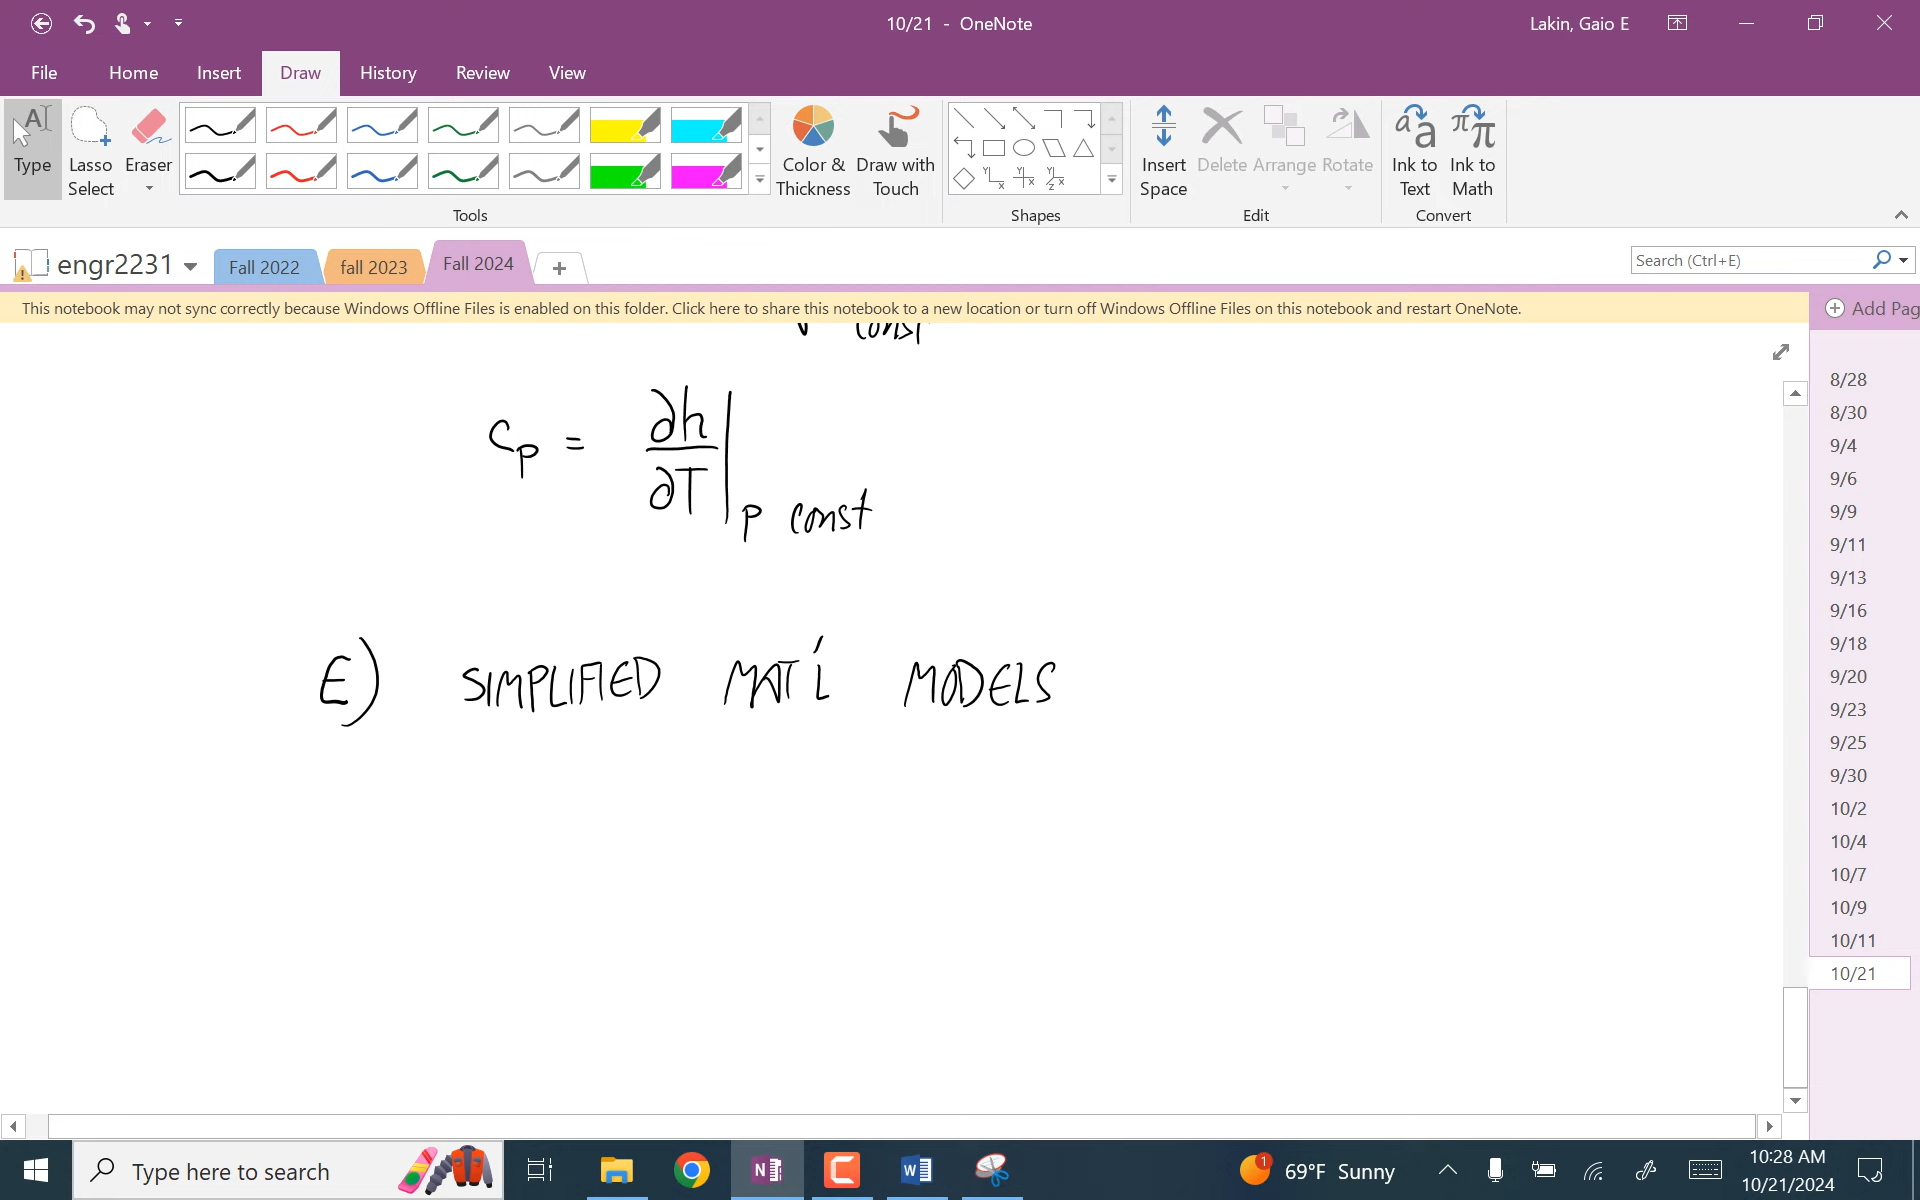 10/21 - OneNote
Lakin, Gaio E
File Home Insert Draw History Review View
Type
Lasso Select
Eraser
Color & Thickness
Draw with Touch
Insert Space
Delete
Arrange
Rotate
Ink to Text
Ink to Math
Tools
Shapes
Edit
Convert
engr2231
Fall 2022
fall 2023
Fall 2024
Search (Ctrl+E)
This notebook may not sync correctly because Windows Offline Files is enabled on this folder. Click here to share this notebook to a new location or turn off Windows Offline Files on this notebook and restart OneNote.
Add Pag
const
Cp = ∂h/∂T | p const
E) SIMPLIFIED MAT'L MODELS
8/28
8/30
9/4
9/6
9/9
9/11
9/13
9/16
9/18
9/20
9/23
9/25
9/30
10/2
10/4
10/7
10/9
10/11
10/21
Type here to search
1
69°F Sunny
10:28 AM
10/21/2024